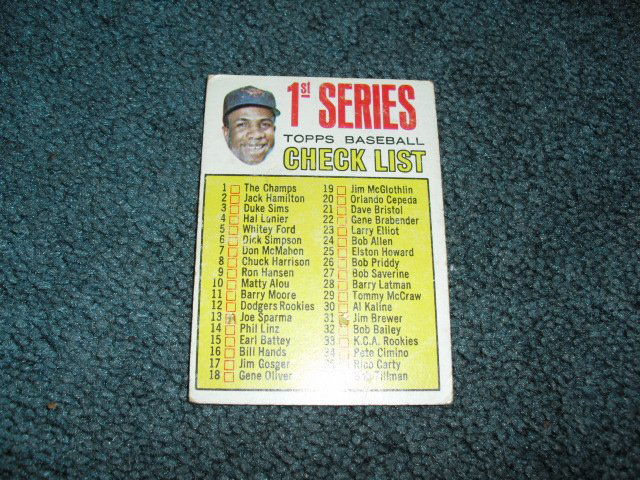 1st SERIES
TOPPS BASEBALL
CHECK LIST
1 The Champs
2 Jack Hamilton
3 Duke Sims
4 Hal Lanier
5 Whitey Ford
6 Dick Simpson
7 Don McMahon
8 Chuck Harrison
9 Ron Hansen
10 Matty Alou
11 Barry Moore
12 Dodgers Rookies
13 Joe Sparma
14 Phil Linz
15 Earl Battey
16 Bill Hands
17 Jim Gosger
18 Gene Oliver
19 Jim McGlothlin
20 Orlando Cepeda
21 Dave Bristol
22 Gene Brabender
23 Larry Elliot
24 Bob Allen
25 Elston Howard
26 Bob Priddy
27 Bob Saverine
28 Barry Latman
29 Tommy McCraw
30 Al Kaline
31 Jim Brewer
32 Bob Bailey
33 K.C.A. Rookies
34 Pete Cimino
35 Rico Carty
Tillman